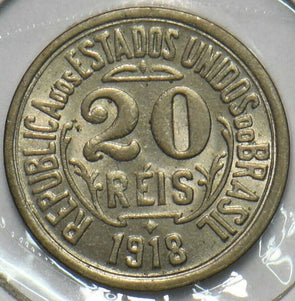 REPUBLICA DOS ESTADOS UNIDOS DO BRASIL
20
RÉIS
1918